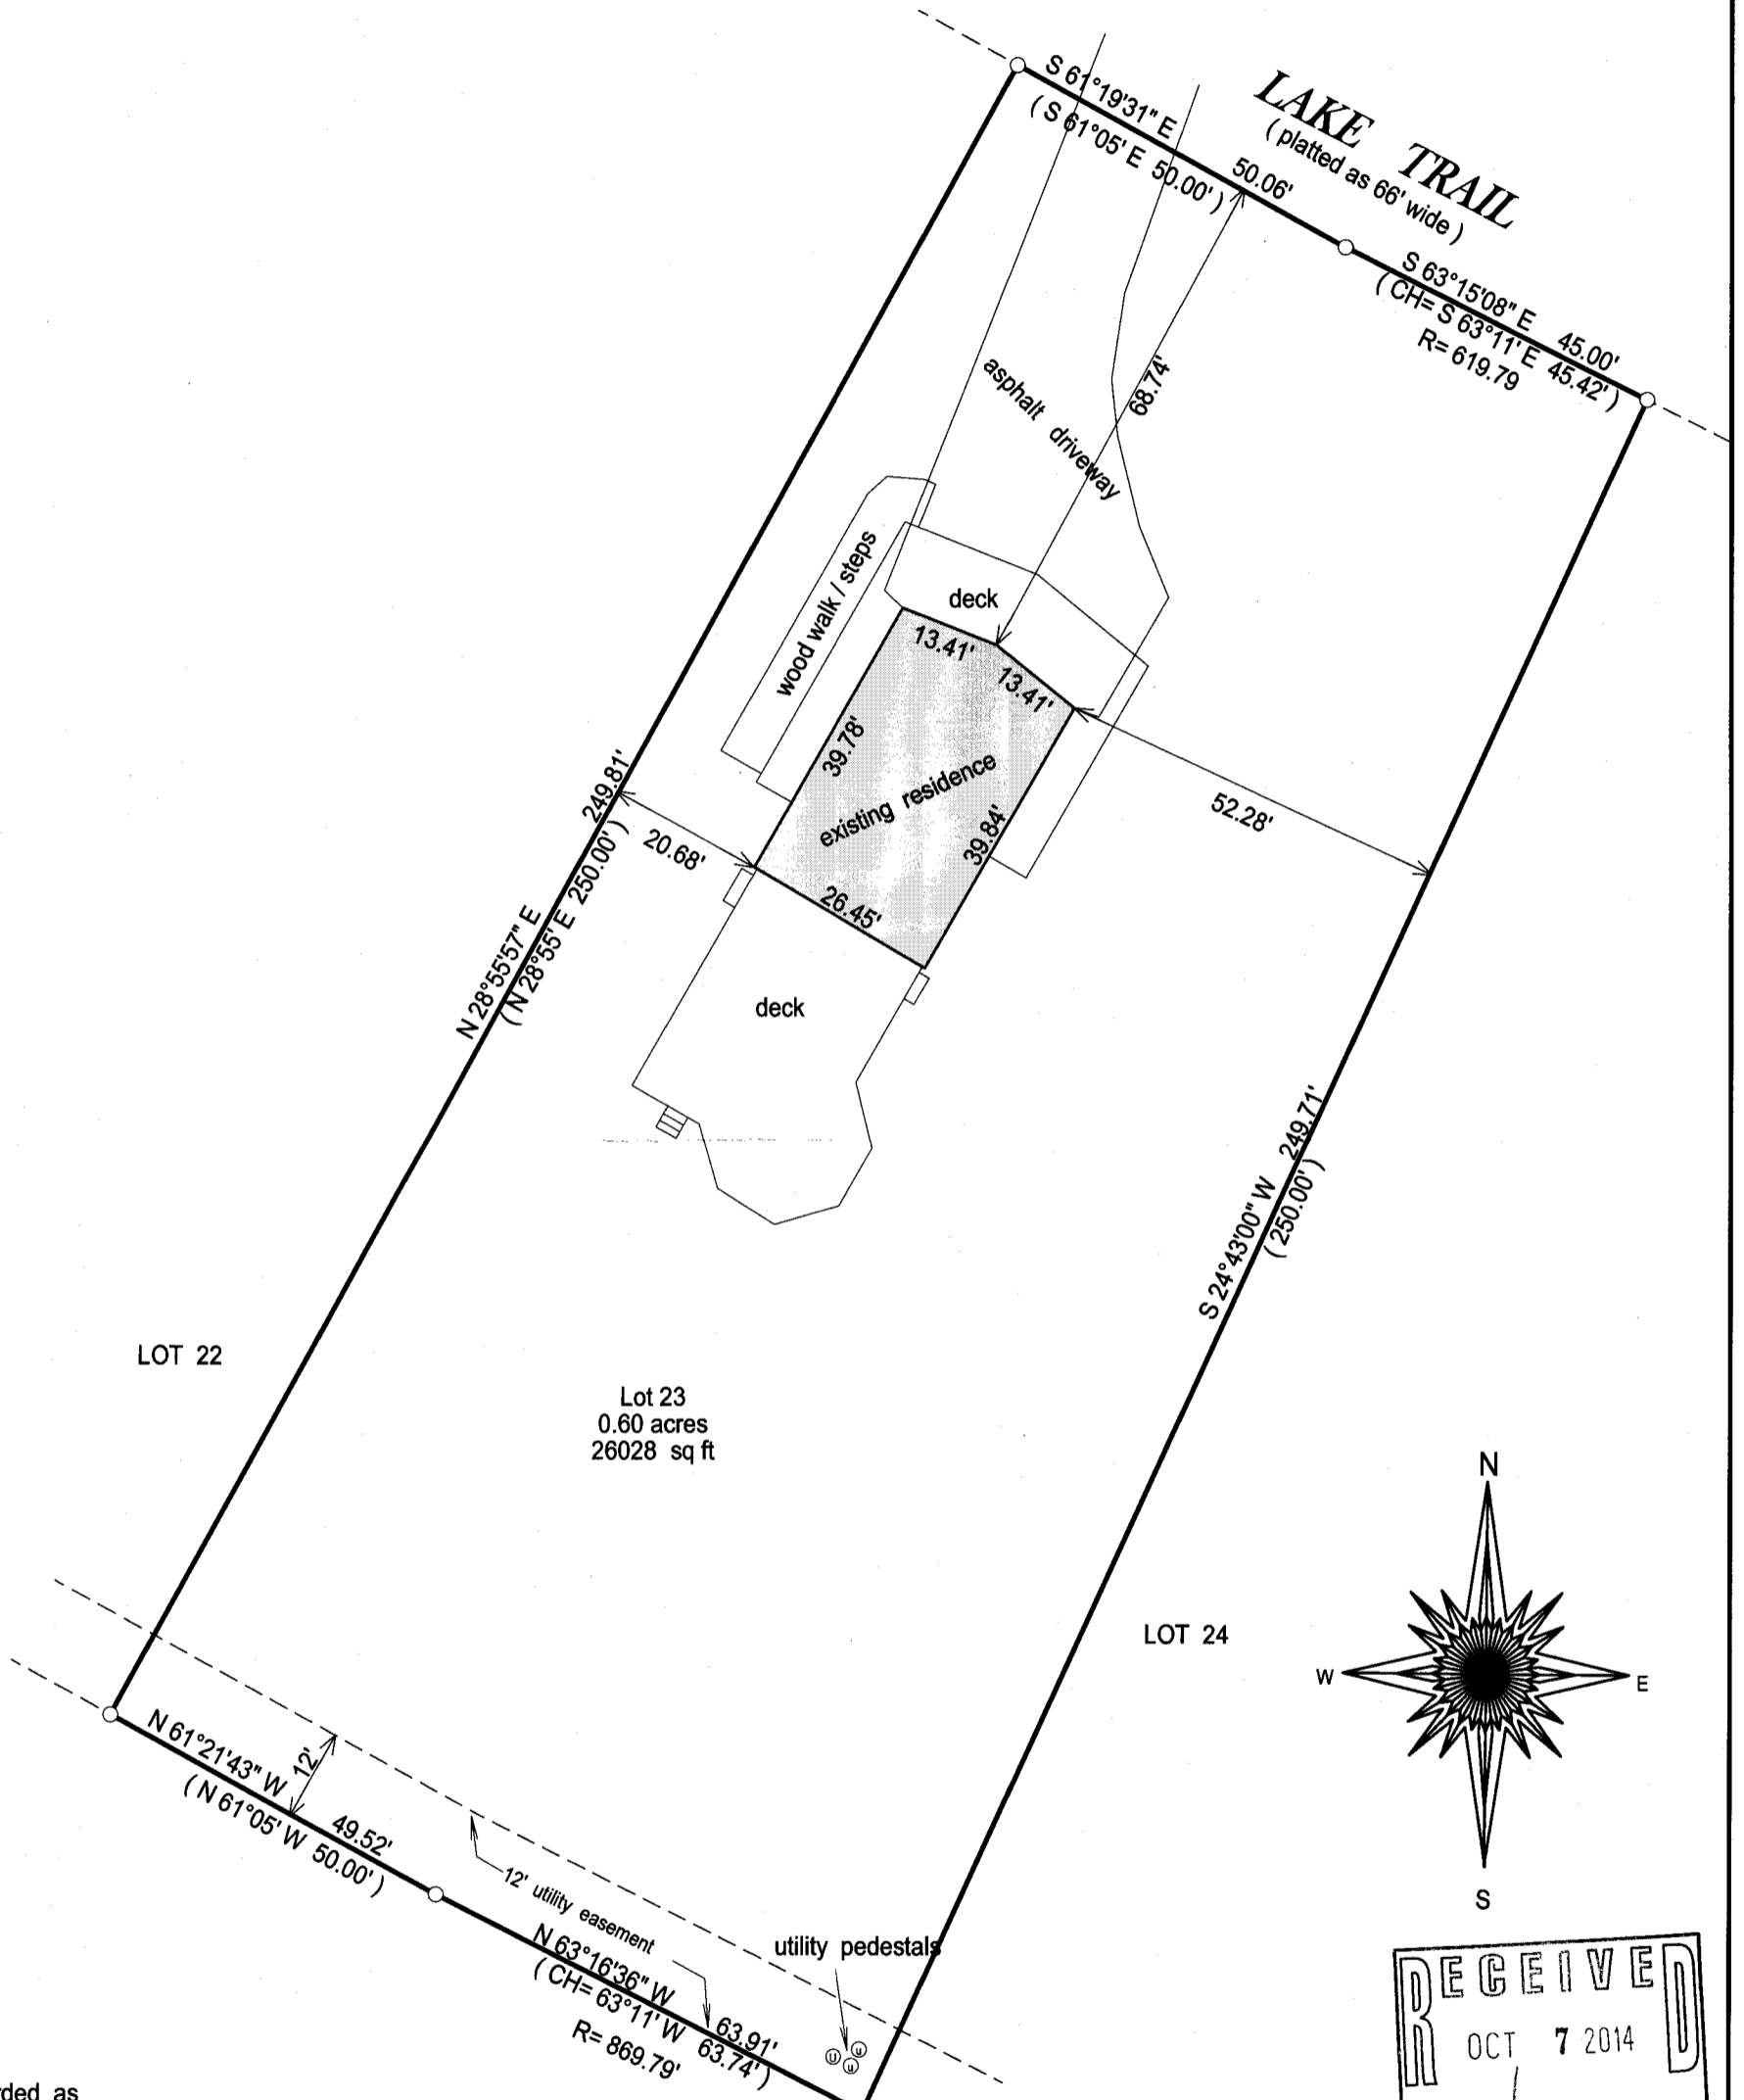 LAKE TRAIL
( platted as 66' wide )
S 61°19'31" E 50.06'
( S 61°05' E 50.00' )
S 63°15'08" E 45.00'
( CH= S 63°11' E 45.42' )
R= 619.79
68.74'
asphalt driveway
wood walk / steps
deck
13.41'
13.41'
39.78'
existing residence
39.84'
52.28'
249.81'
20.68'
26.45'
N 28°55'57" E
( N 28°55' E 250.00' )
deck
S 24°43'00" W 249.71'
( 250.00' )
LOT 22
Lot 23
0.60 acres
26028 sq ft
LOT 24
N
W
E
S
N 61°21'43" W 49.52'
( N 61°05' W 50.00' )
12'
12' utility easement
N 63°16'36" W 63.91'
( CH= 63°11' W 63.74' )
R= 869.79'
utility pedestals
U
u
u
RECEIVED
OCT 7 2014